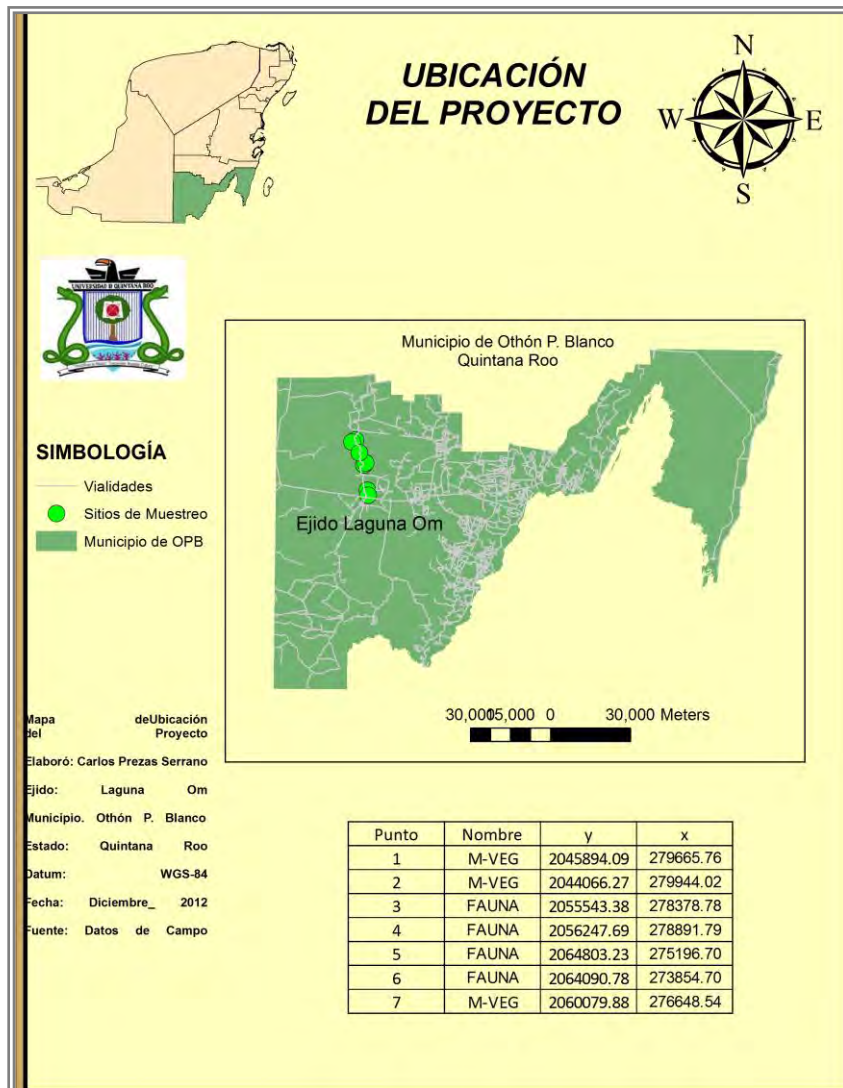 UBICACIÓN
DEL PROYECTO
N
W E
S
UNIVERSIDAD D QUINTANA ROO
Municipio de Othón P. Blanco
Quintana Roo
SIMBOLOGÍA
Vialidades
Sitios de Muestreo
Municipio de OPB
Ejido Laguna Om
30,000 15,000 0 30,000 Meters
Mapa deUbicación
del Proyecto
Elaboró: Carlos Prezas Serrano
Ejido: Laguna Om
Municipio. Othón P. Blanco
Estado: Quintana Roo
Datum: WGS-84
Fecha: Diciembre_ 2012
Fuente: Datos de Campo
Punto Nombre y x
1 M-VEG 2045894.09 279665.76
2 M-VEG 2044066.27 279944.02
3 FAUNA 2055543.38 278378.78
4 FAUNA 2056247.69 278891.79
5 FAUNA 2064803.23 275196.70
6 FAUNA 2064090.78 273854.70
7 M-VEG 2060079.88 276648.54